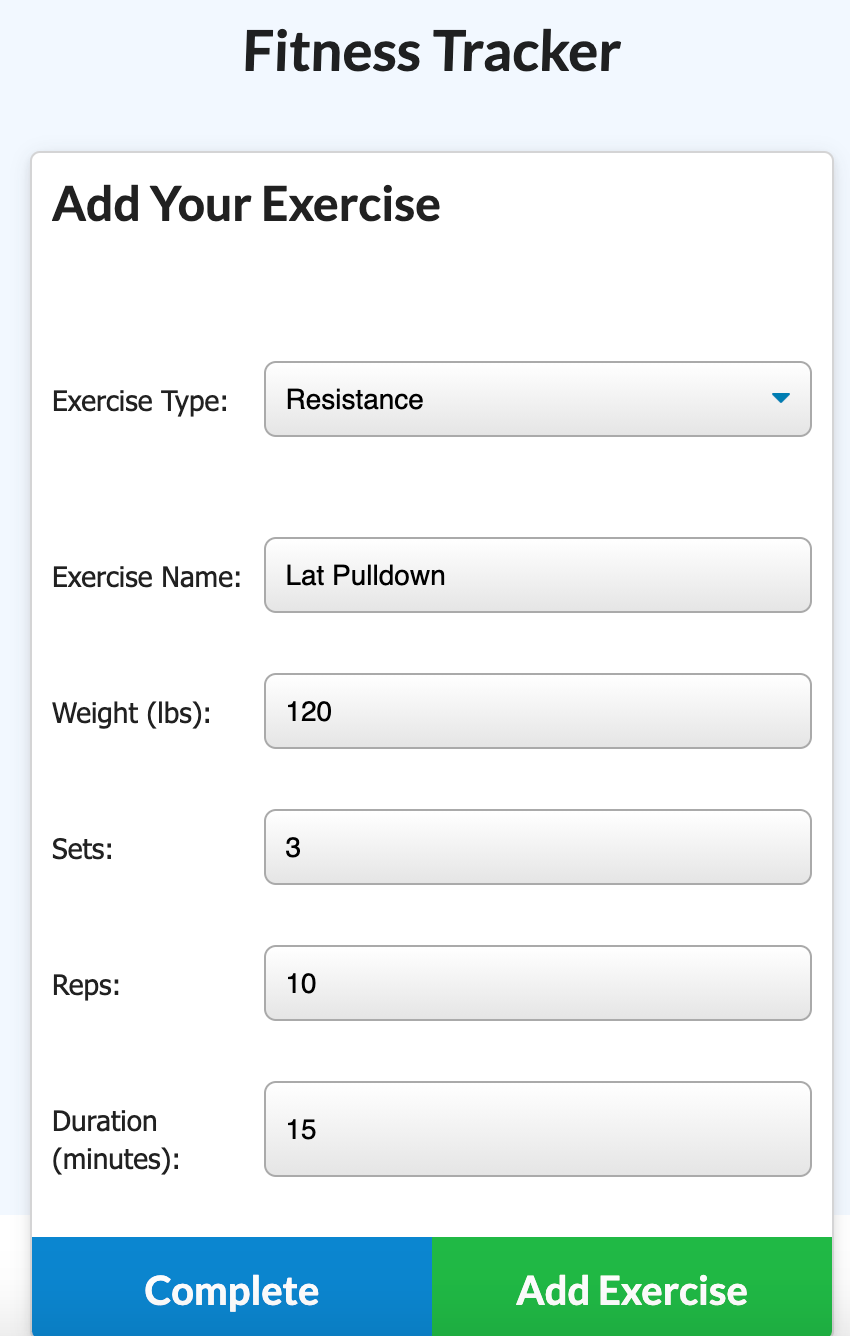 Fitness Tracker
Add Your Exercise
Exercise Type: Resistance
Exercise Name: Lat Pulldown
Weight (lbs): 120
Sets: 3
Reps: 10
Duration
(minutes): 15
Complete Add Exercise